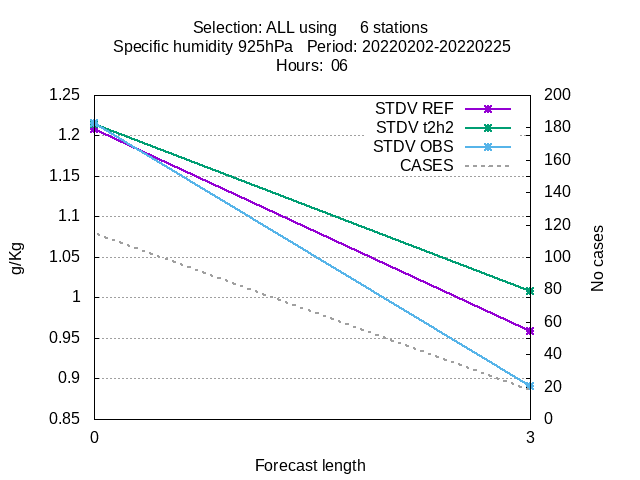 Selection: ALL using     6 stations
Specific humidity 925hPa   Period: 20220202-20220225
Hours:  06
1.25
1.2
1.15
1.1
1.05
1
0.95
0.9
0.85
200
180
160
140
120
100
80
60
40
20
0
STDV REF
STDV t2h2
STDV OBS
CASES
g/Kg
No cases
0
3
Forecast length